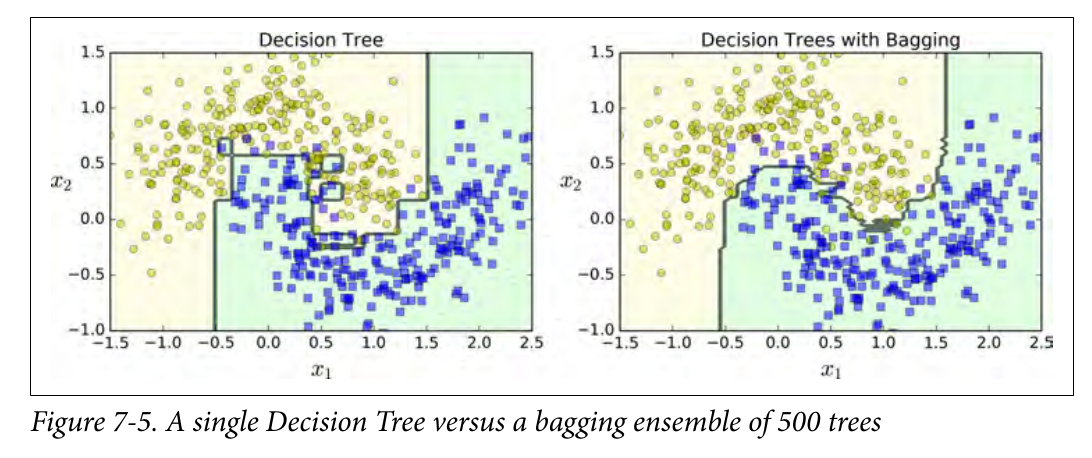 Decision Tree
1.5
1.0
0.5
0.0
−0.5
−1.0
x2
−1.5 −1.0 −0.5 0.0 0.5 1.0 1.5 2.0 2.5
x1
Decision Trees with Bagging
1.5
1.0
0.5
0.0
−0.5
−1.0
x2
−1.5 −1.0 −0.5 0.0 0.5 1.0 1.5 2.0 2.5
x1
Figure 7-5. A single Decision Tree versus a bagging ensemble of 500 trees